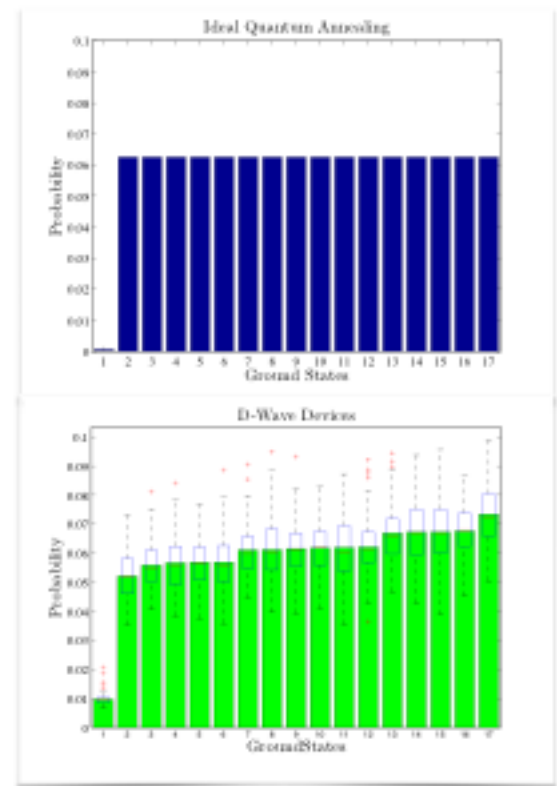 Ideal Quantum Annealing
0.1
0.09
0.08
0.07
0.06
0.05
0.04
0.03
0.02
0.01
0
Probability
1 2 3 4 5 6 7 8 9 10 11 12 13 14 15 16 17
Ground States
D-Wave Devices
0.1
0.09
0.08
0.07
0.06
0.05
0.04
0.03
0.02
0.01
0
Probability
1 2 3 4 5 6 7 8 9 10 11 12 13 14 15 16 17
GroundStates